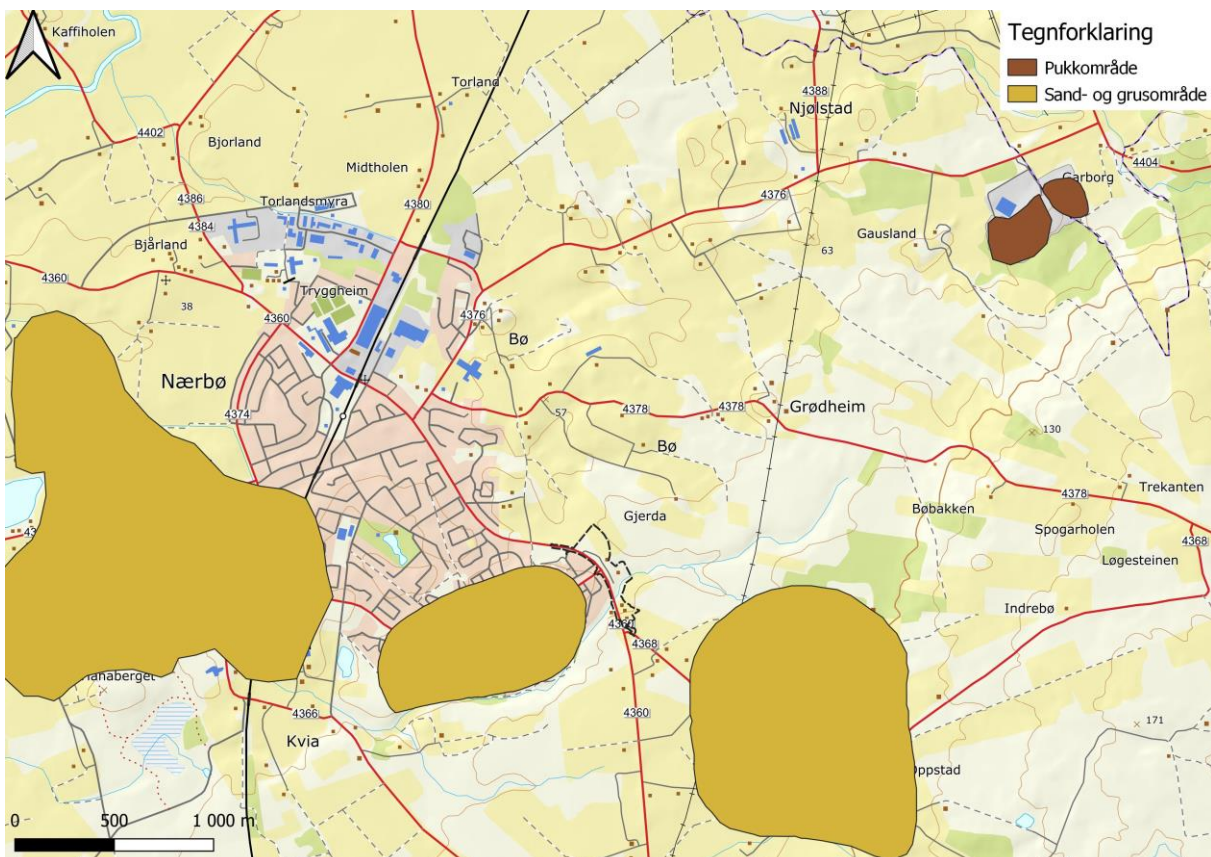 Kaffiholen
Tegnforklaring
Pukkområde
Sand- og grusområde
Torland
4388
Njølstad
4402
Bjorland
Midtholen
4404
Garborg
4386
Torlandsmyra
4380
4376
4384
Gausland
Bjårland
63
4360
Tryggheim
38
4360
4376
Bø
Nærbø
4374
57
4378
4378
Grødheim
130
Bø
4378
Trekanten
Bøbakken
Gjerda
Spogarholen
4368
Løgesteinen
Indrebø
4360
4368
4366
4360
171
Kvia
0 500 1 000 m